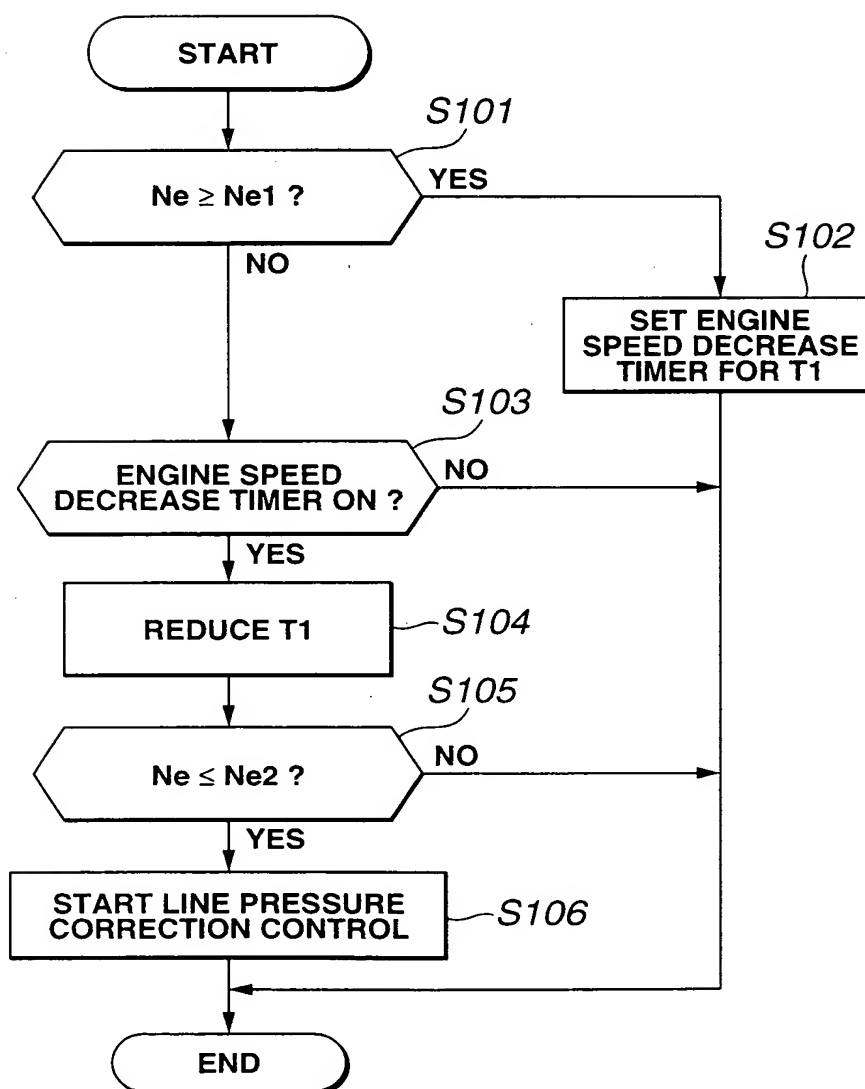 START
S101
Ne ≥ Ne1 ?
YES
NO
S102
SET ENGINE
SPEED DECREASE
TIMER FOR T1
S103
ENGINE SPEED
DECREASE TIMER ON ?
NO
YES
REDUCE T1
S104
S105
Ne ≤ Ne2 ?
NO
YES
START LINE PRESSURE
CORRECTION CONTROL
S106
END